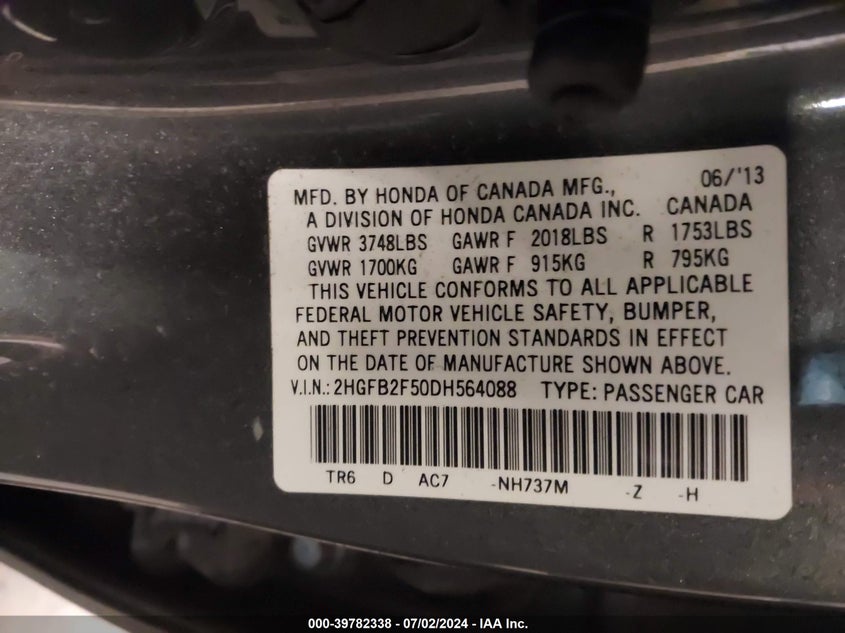 MFD. BY HONDA OF CANADA MFG., 06/'13
A DIVISION OF HONDA CANADA INC. CANADA
GVWR 3748LBS GAWR F 2018LBS R 1753LBS
GVWR 1700KG GAWR F 915KG R 795KG
THIS VEHICLE CONFORMS TO ALL APPLICABLE
FEDERAL MOTOR VEHICLE SAFETY, BUMPER,
AND THEFT PREVENTION STANDARDS IN EFFECT
ON THE DATE OF MANUFACTURE SHOWN ABOVE.
V.I.N.: 2HGFB2F50DH564088 TYPE: PASSENGER CAR
TR6 D AC7 -NH737M -Z -H
000-39782338 - 07/02/2024 - IAA Inc.